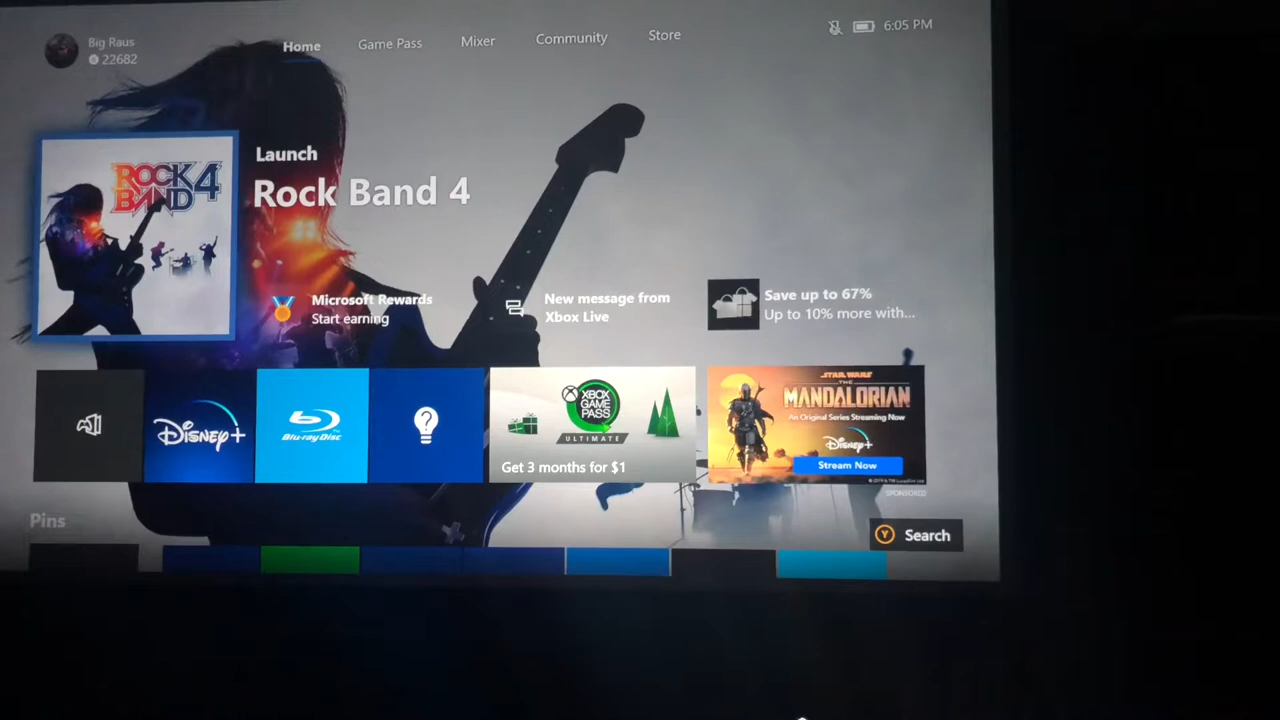 Big Raus
22682
Home
Game Pass
Mixer
Community
Store
6:05 PM
ROCK
BAND 4
Launch
Rock Band 4
Microsoft Rewards
Start earning
New message from
Xbox Live
Save up to 67%
Up to 10% more with...
Disney+
Blu-ray Disc
XBOX
GAME
PASS
ULTIMATE
Get 3 months for $1
STAR WARS
THE
MANDALORIAN
An Original Series Streaming Now
Disney+
Stream Now
SPONSORED
Pins
Y
Search